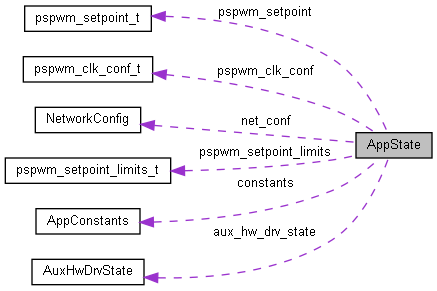 pspwm_setpoint_t
pspwm_setpoint
pspwm_clk_conf_t
pspwm_clk_conf
NetworkConfig
net_conf
AppState
pspwm_setpoint_limits_t
pspwm_setpoint_limits
constants
AppConstants
aux_hw_drv_state
AuxHwDrvState